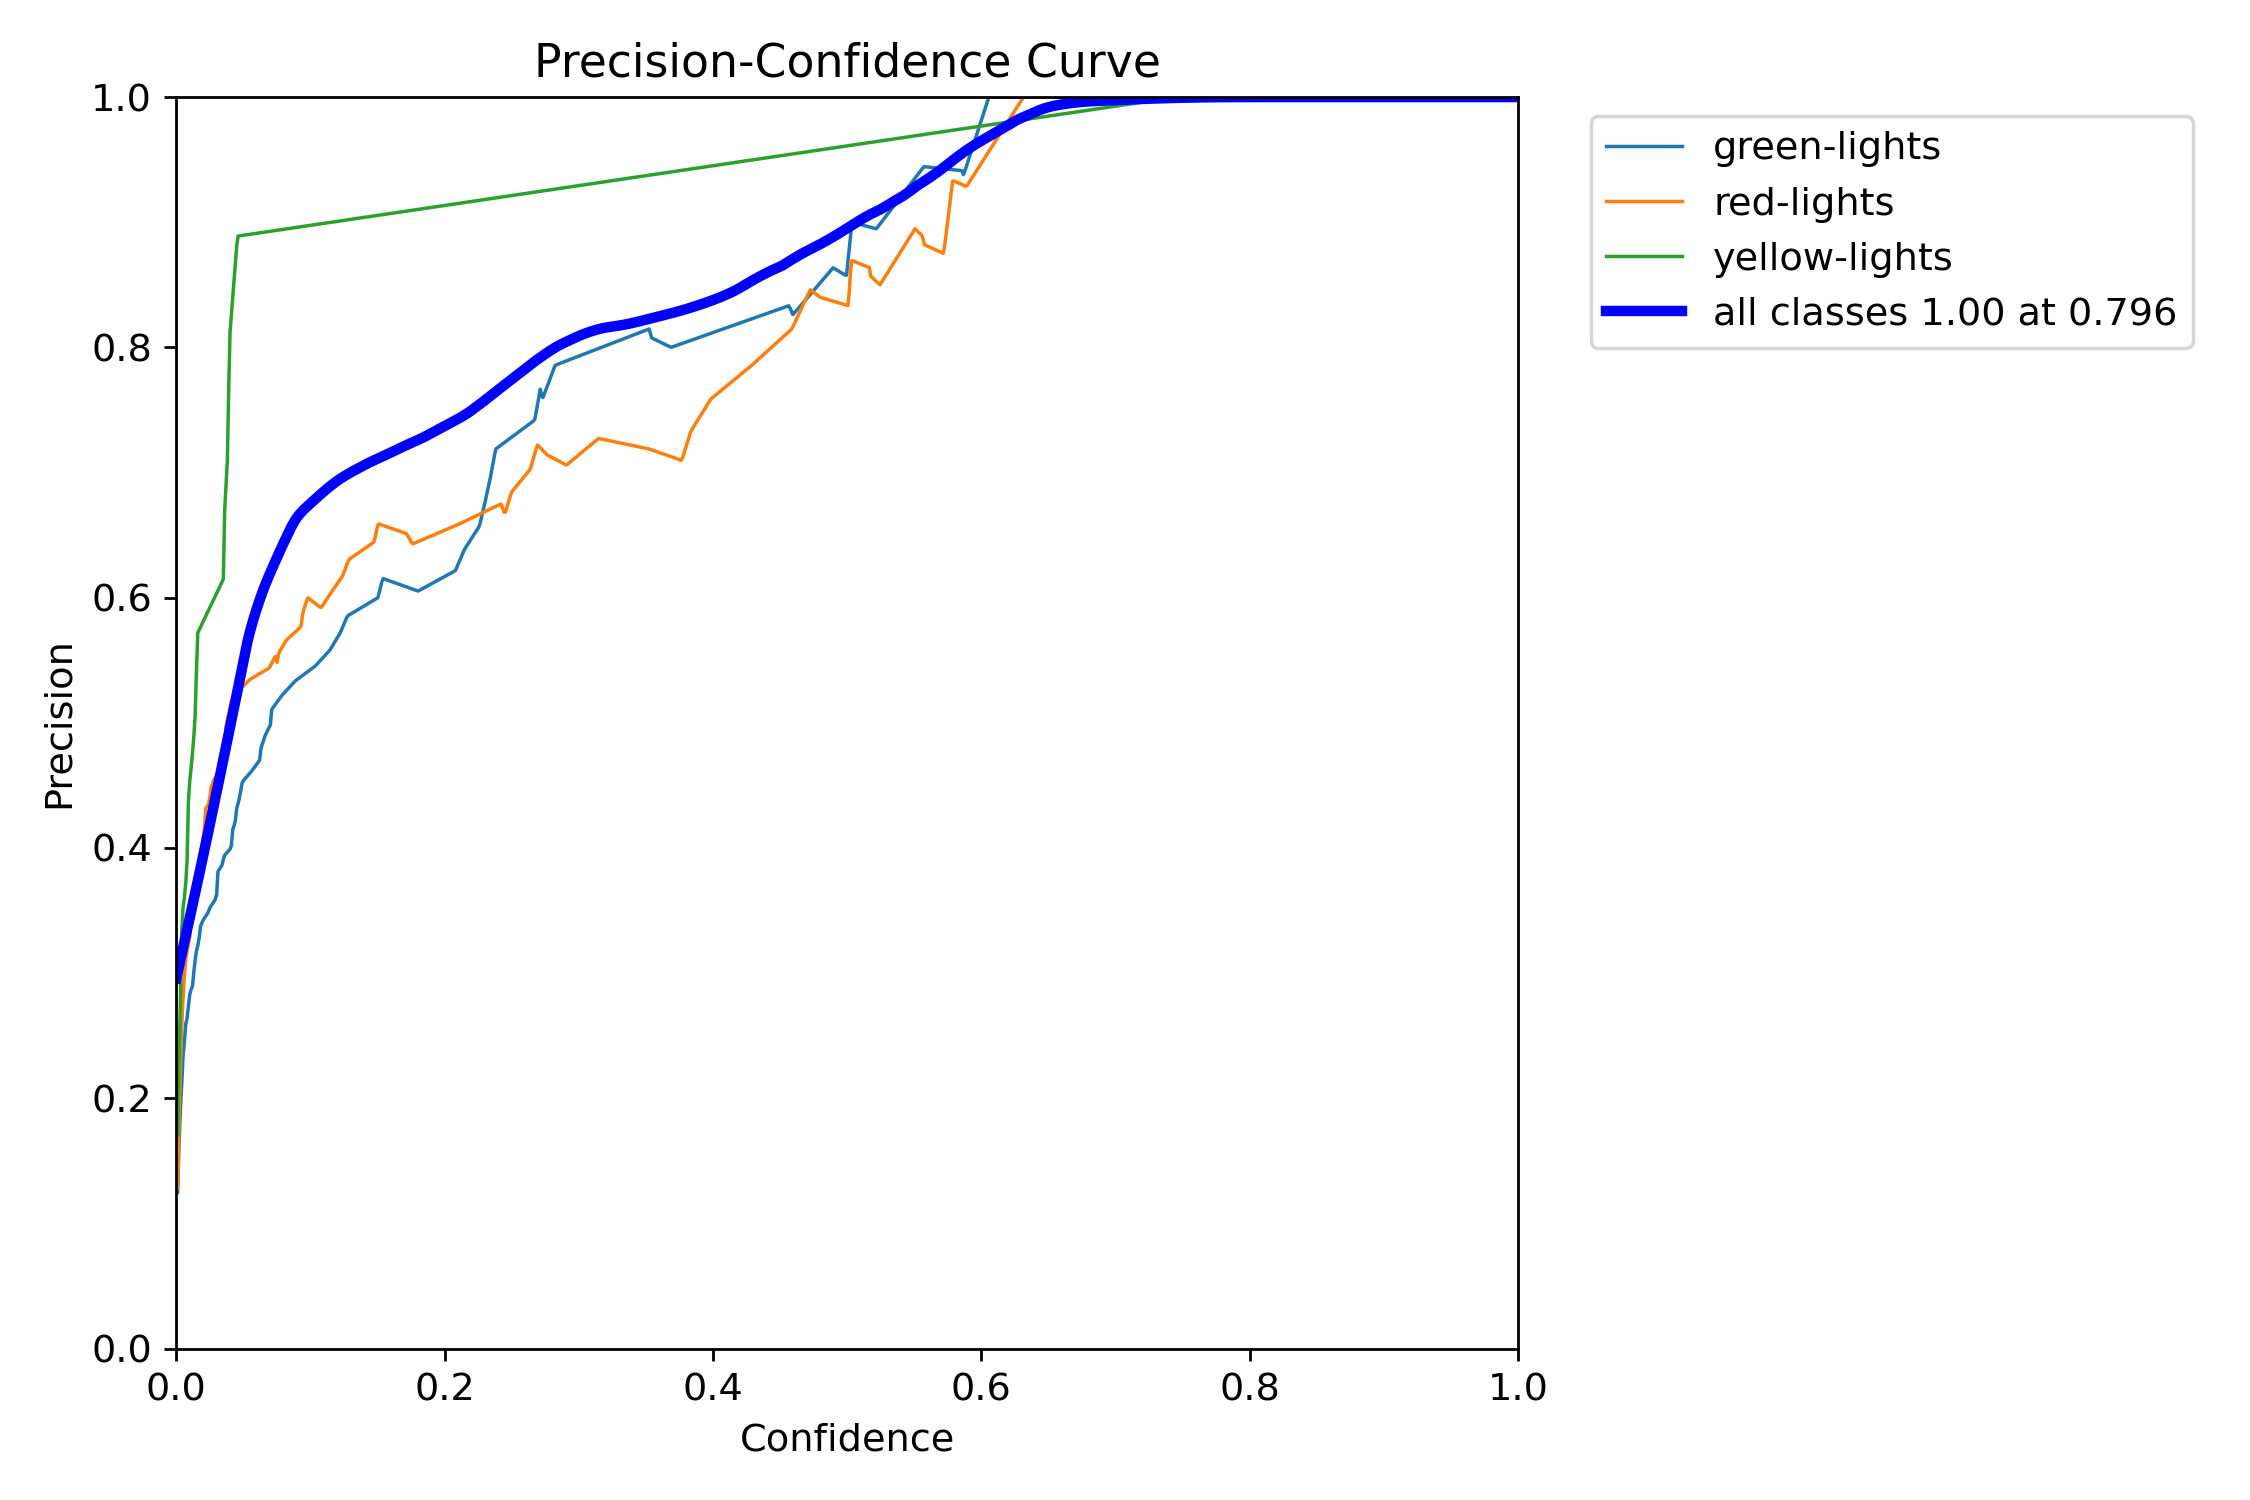 Precision-Confidence Curve
1.0
0.8
0.6
0.4
0.2
0.0
Precision
0.0 0.2 0.4 0.6 0.8 1.0
Confidence
green-lights
red-lights
yellow-lights
all classes 1.00 at 0.796